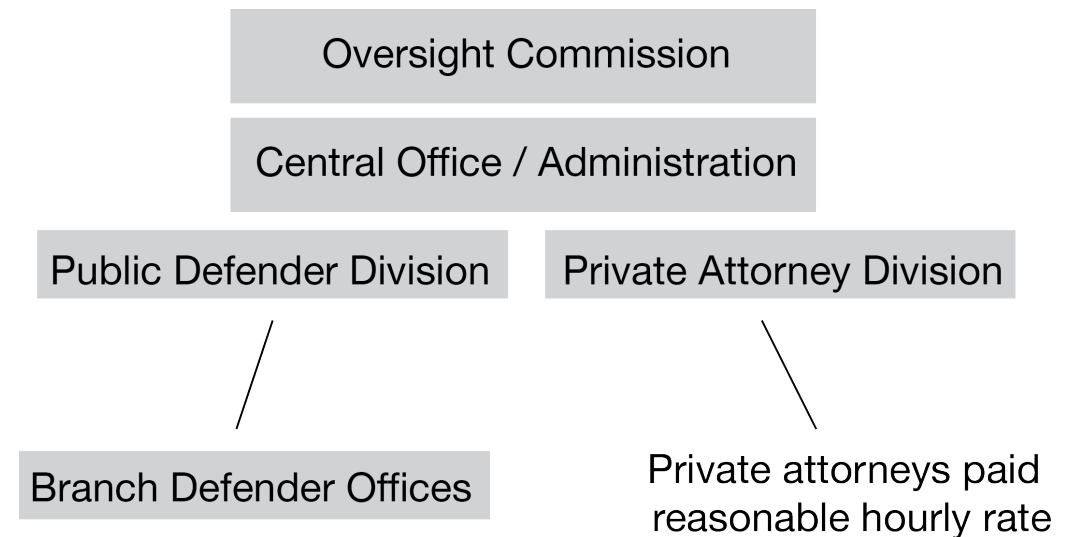 Oversight Commission
Central Office / Administration
Public Defender Division
Private Attorney Division
Branch Defender Offices
Private attorneys paid
reasonable hourly rate